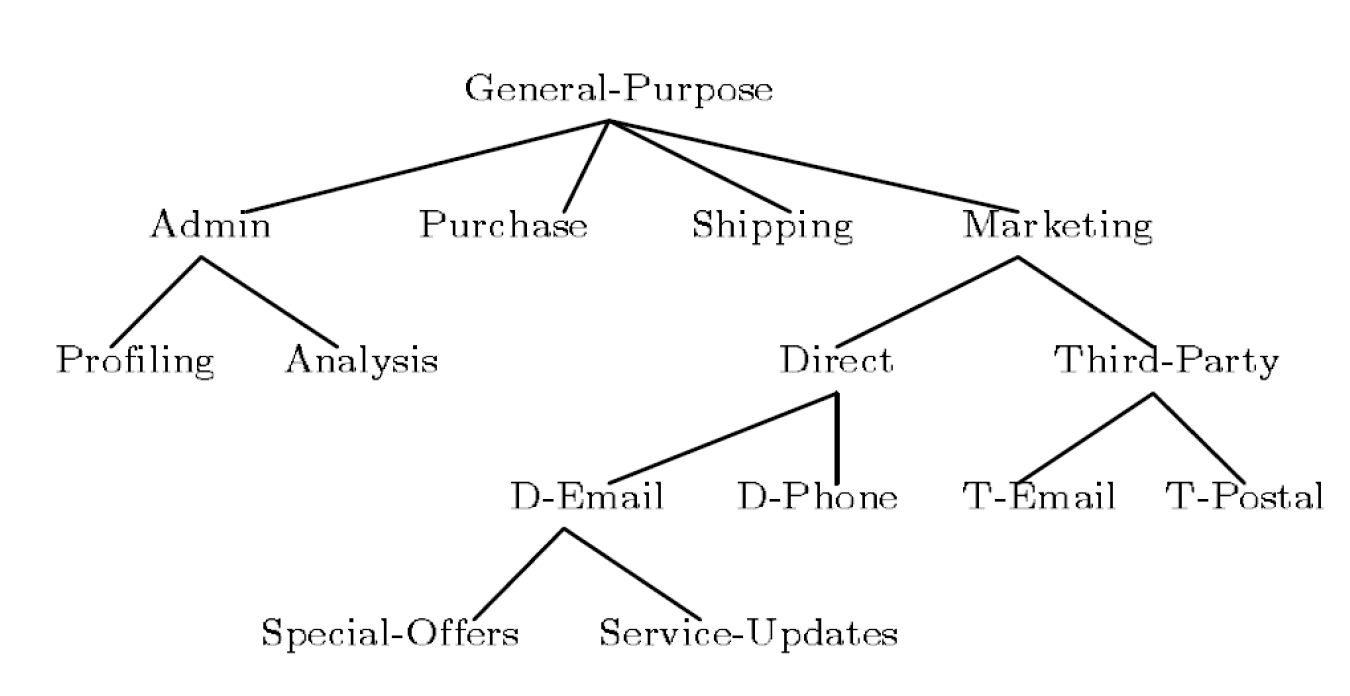 General-Purpose
Admin Purchase Shipping Marketing
Profiling Analysis Direct Third-Party
D-Email D-Phone T-Email T-Postal
Special-Offers Service-Updates